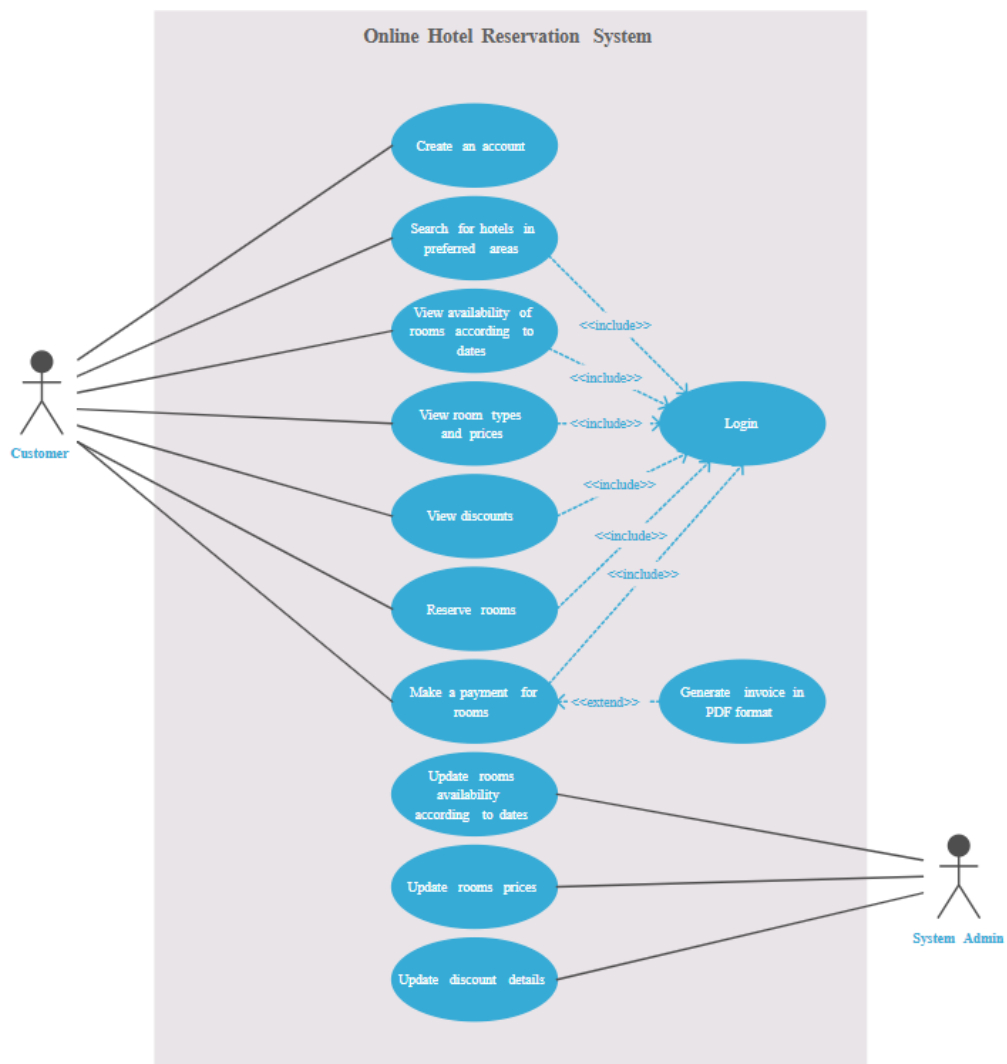 Online Hotel Reservation System
Create an account
Search for hotels in
preferred areas
<<include>>
View availability of
rooms according to
dates
<<include>>
View room types
and prices
<<include>>
Login
Customer
View discounts
<<include>>
<<include>>
<<include>>
Reserve rooms
Make a payment for
rooms
<<extend>>
Generate invoice in
PDF format
Update rooms
availability
according to dates
Update rooms prices
System Admin
Update discount details